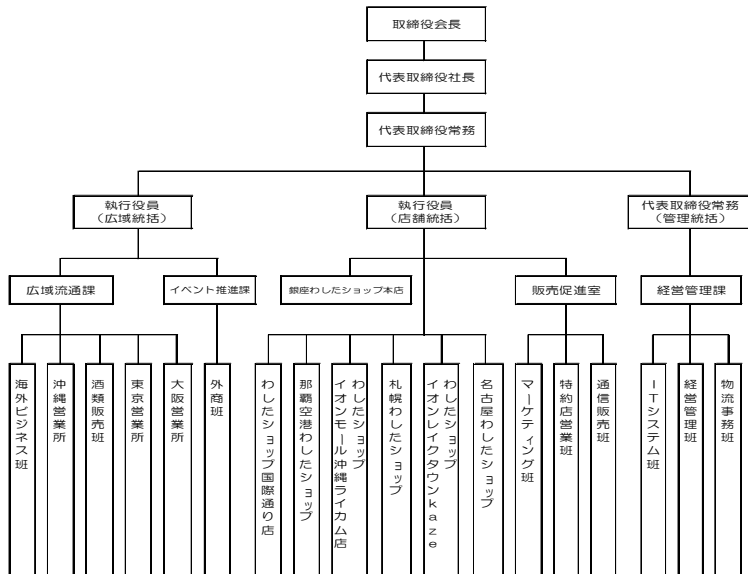 取締役会長
代表取締役社長
代表取締役常務
執行役員
(広域統括)
執行役員
(店舗統括)
代表取締役常務
(管理統括)
広域流通課
イベント推進課
銀座わしたショップ本店
販売促進室
経営管理課
海外ビジネス班
沖縄営業所
酒類販売班
東京営業所
大阪営業所
外商班
わしたショップ国際通り店
那覇空港わしたショップ
わしたショップ
イオンモール沖縄ライカム店
札幌わしたショップ
わしたショップ
イオンレイクタウンkaze
名古屋わしたショップ
マーケティング班
特約店営業班
通信販売班
ITシステム班
経営管理班
物流事務班